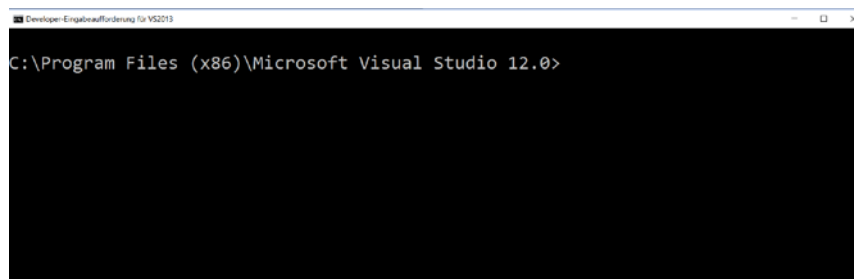 Developer-Eingabeaufforderung für VS2013
C:\Program Files (x86)\Microsoft Visual Studio 12.0>